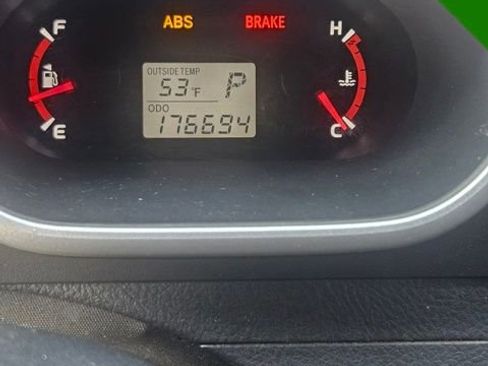 F ABS BRAKE H
OUTSIDE TEMP
53°F P
ODO
176694
E C